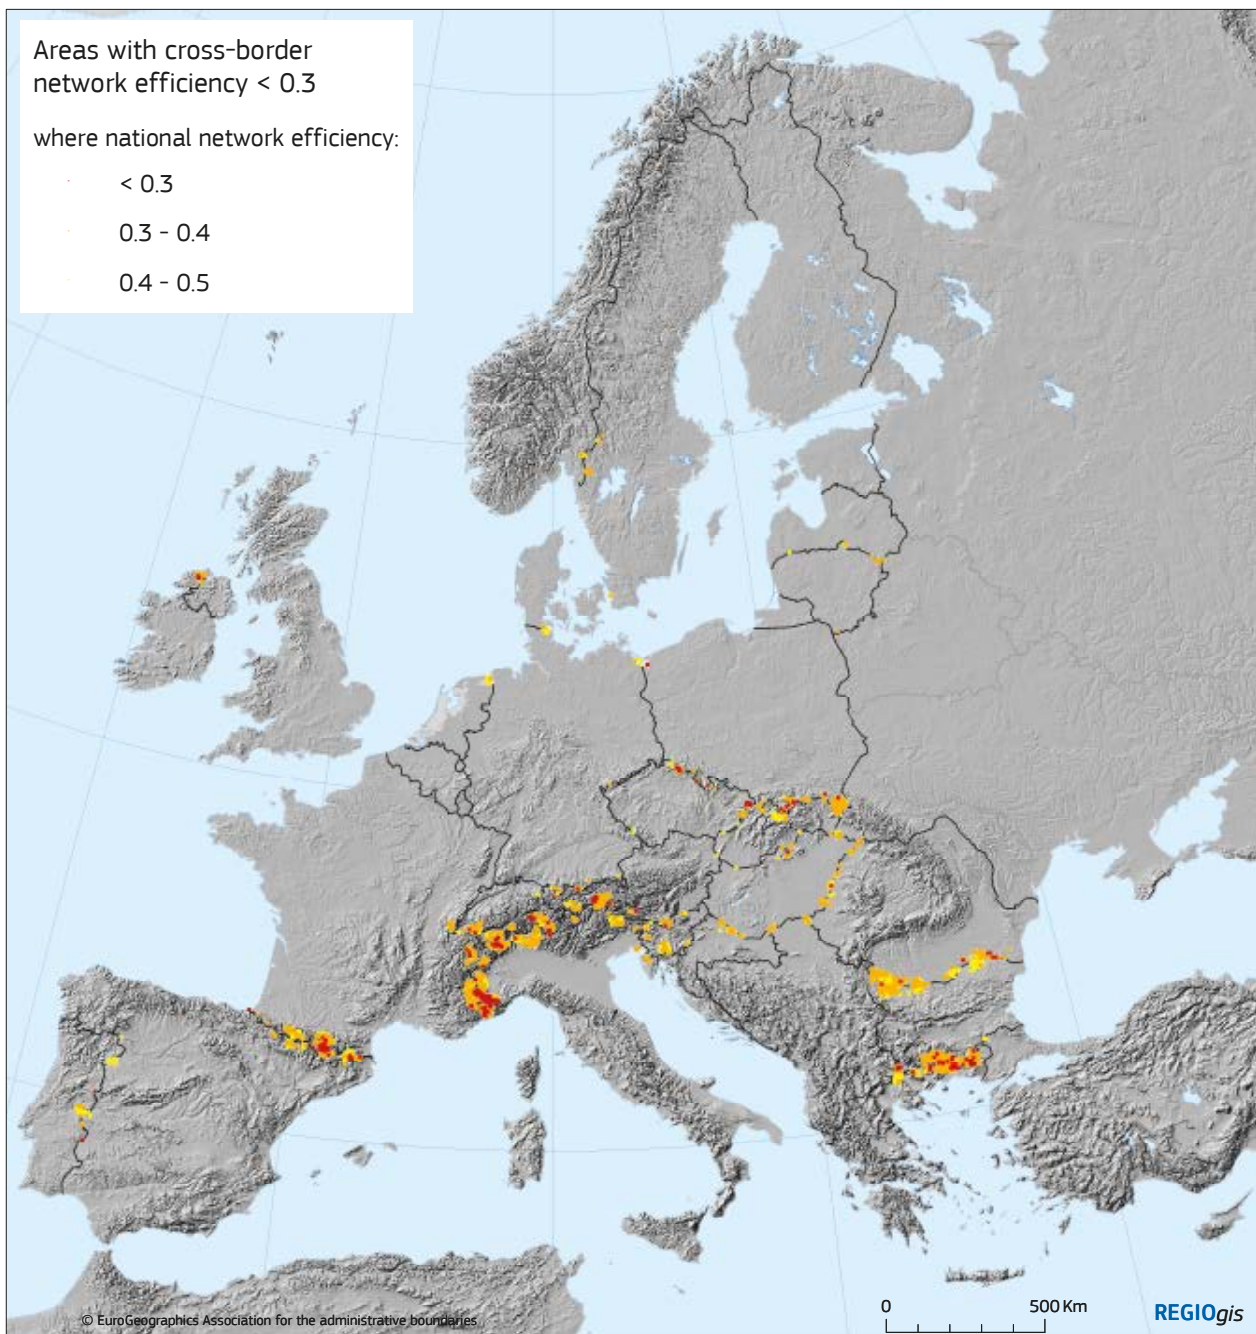 Areas with cross-border
network efficiency < 0.3
where national network efficiency:
< 0.3
0.3 - 0.4
0.4 - 0.5
0 500 Km
REGIOgis
© EuroGeographics Association for the administrative boundaries